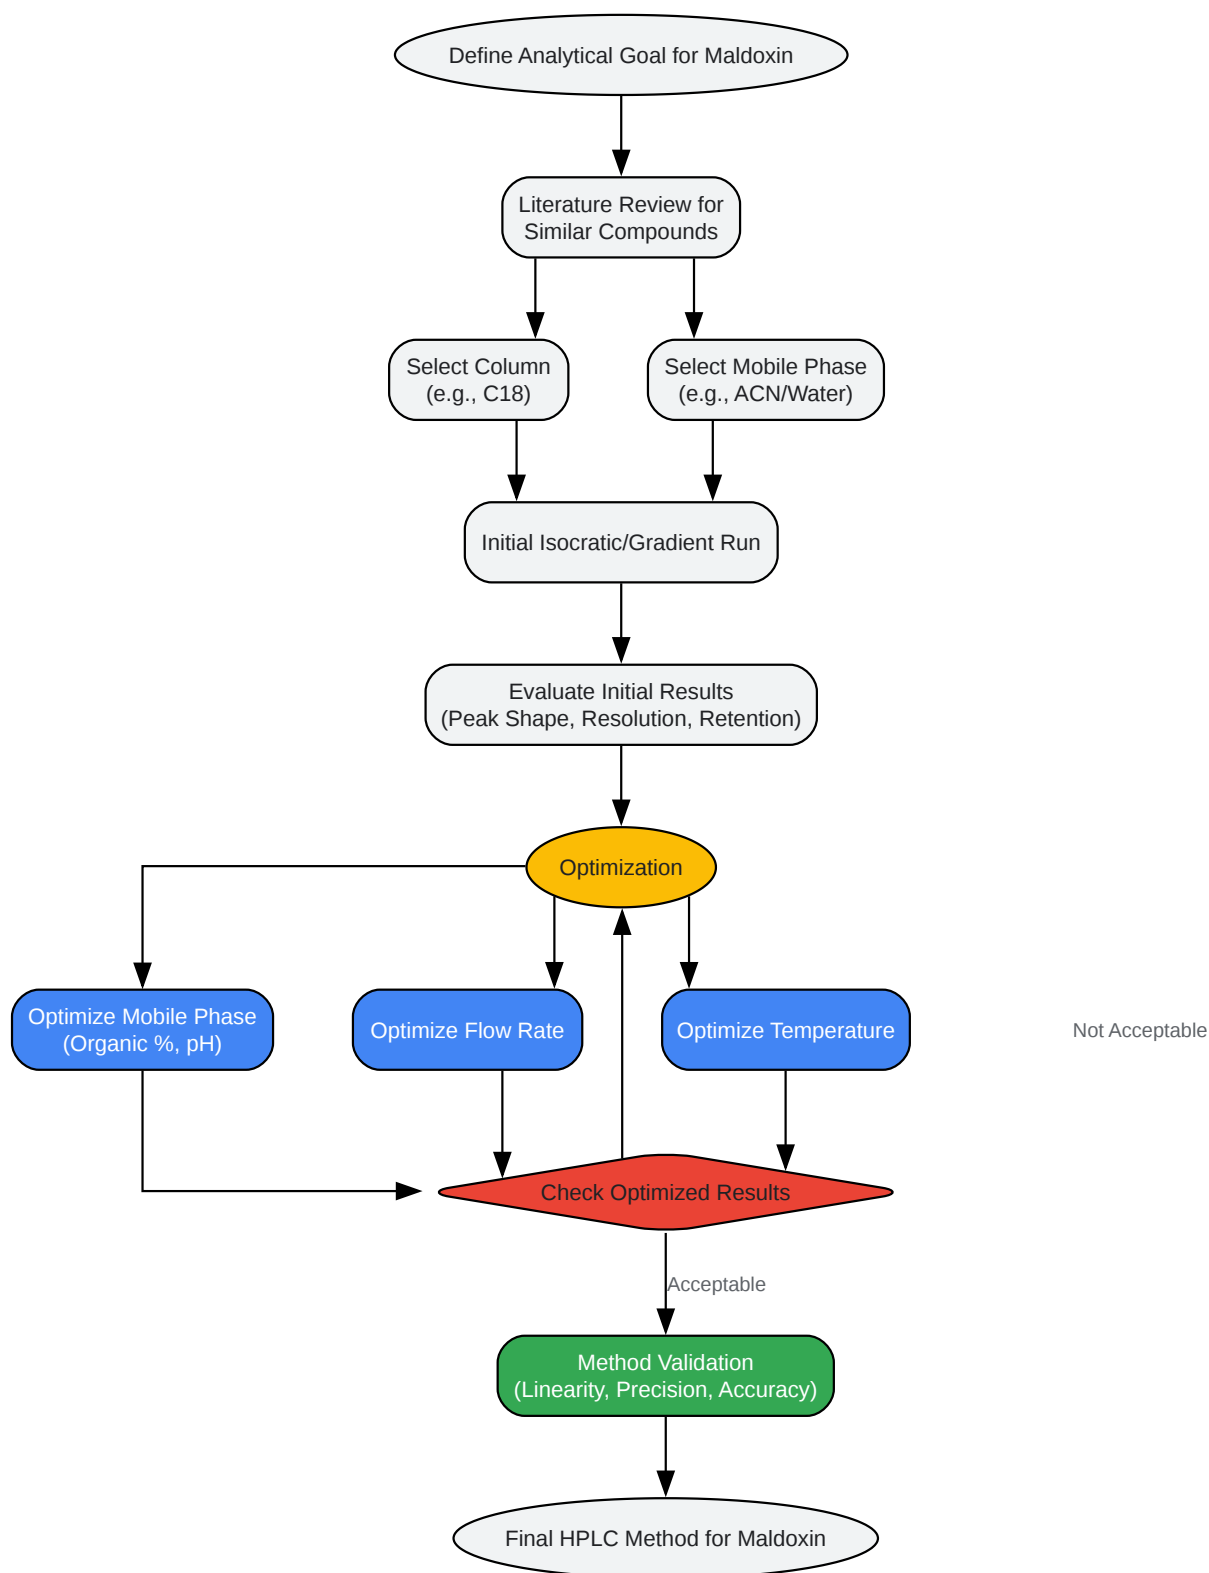 Define Analytical Goal for Maldoxin
Literature Review for
Similar Compounds
Select Column
(e.g., C18)
Select Mobile Phase
(e.g., ACN/Water)
Initial Isocratic/Gradient Run
Evaluate Initial Results
(Peak Shape, Resolution, Retention)
Optimization
Optimize Mobile Phase
(Organic %, pH)
Optimize Flow Rate
Optimize Temperature
Not Acceptable
Check Optimized Results
Acceptable
Method Validation
(Linearity, Precision, Accuracy)
Final HPLC Method for Maldoxin